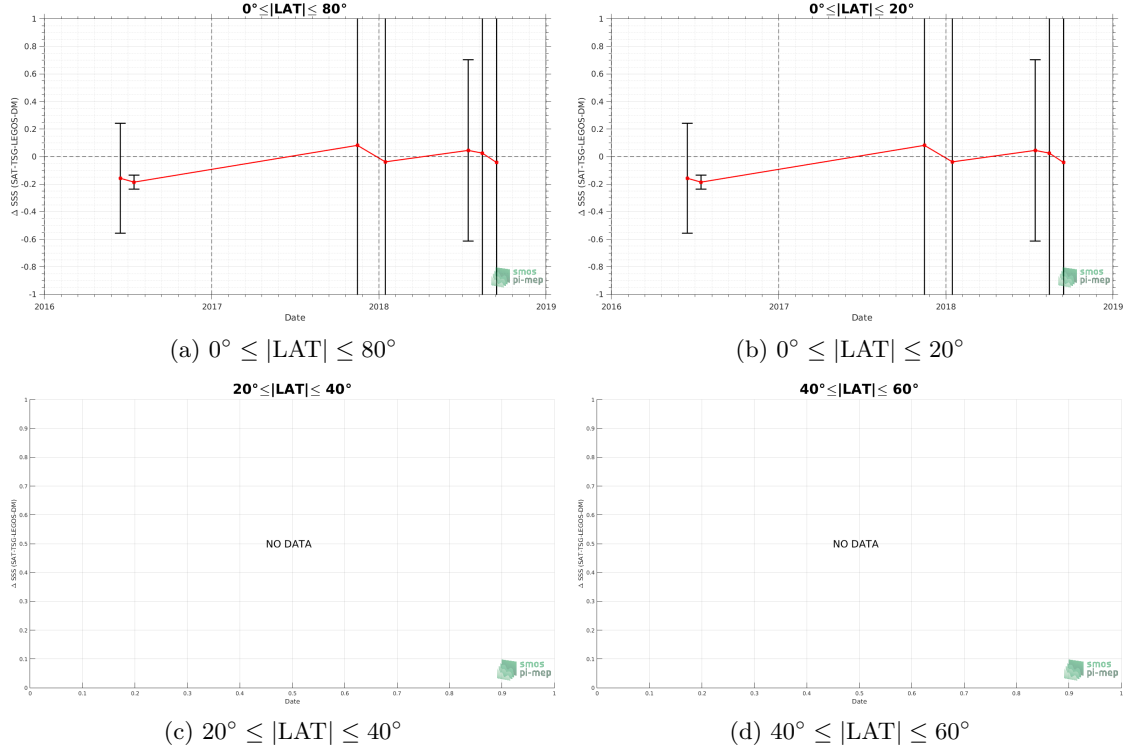 0°≤|LAT|≤ 80°
1
0.8
0.6
0.4
0.2
0
-0.2
-0.4
-0.6
-0.8
-1
Δ SSS (SAT-TSG-LEGOS-DM)
2016
2017
2018
2019
Date
smos
pi-mep
(a) 0° ≤ |LAT| ≤ 80°
0°≤|LAT|≤ 20°
1
0.8
0.6
0.4
0.2
0
-0.2
-0.4
-0.6
-0.8
-1
Δ SSS (SAT-TSG-LEGOS-DM)
2016
2017
2018
2019
Date
smos
pi-mep
(b) 0° ≤ |LAT| ≤ 20°
20°≤|LAT|≤ 40°
1
0.9
0.8
0.7
0.6
0.5
0.4
0.3
0.2
0.1
0
Δ SSS (SAT-TSG-LEGOS-DM)
NO DATA
0
0.1
0.2
0.3
0.4
0.5
0.6
0.7
0.8
0.9
1
Date
smos
pi-mep
(c) 20° ≤ |LAT| ≤ 40°
40°≤|LAT|≤ 60°
1
0.9
0.8
0.7
0.6
0.5
0.4
0.3
0.2
0.1
0
Δ SSS (SAT-TSG-LEGOS-DM)
NO DATA
0
0.1
0.2
0.3
0.4
0.5
0.6
0.7
0.8
0.9
1
Date
smos
pi-mep
(d) 40° ≤ |LAT| ≤ 60°